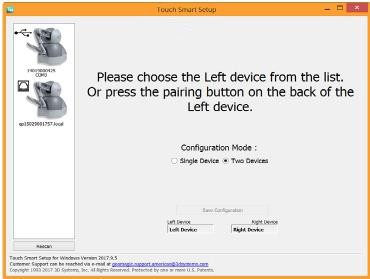 Touch Smart Setup
Please choose the Left device from the list.
Or press the pairing button on the back of the
Left device.
COM3
Configuration Mode :
Single Device
Two Devices
Save Configuration
Left Device
Right Device
Left Device
Right Device
Rescan
Touch Smart Setup for Windows Version 2017.9.5
Customer Support can be reached via e-mail at geomagic.support.americas@3dsystems.com
Copyright 1993-2017 3D Systems, Inc. All Rights Reserved. Protected by one or more U.S. Patents.